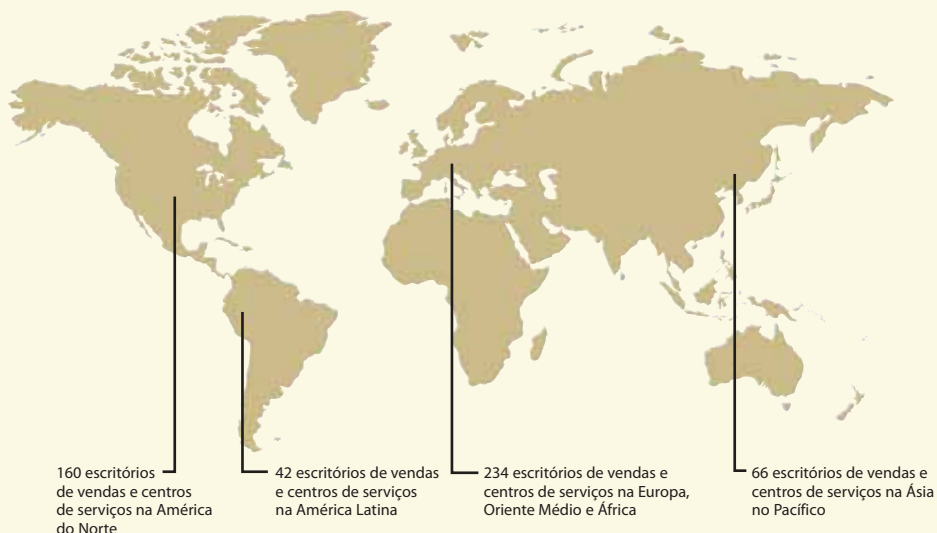 160 escritórios
de vendas e centros
de serviços na América
do Norte
42 escritórios de vendas
e centros de serviços
na América Latina
234 escritórios de vendas e
centros de serviços na Europa,
Oriente Médio e África
66 escritórios de vendas e
centros de serviços na Ásia
no Pacífico